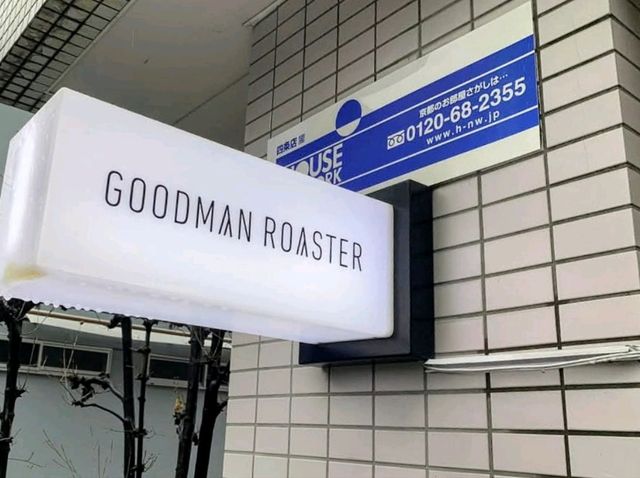 GOODMAN ROASTER
四条店
京都のお部屋さがしは…
0120-68-2355
www.h-nw.jp